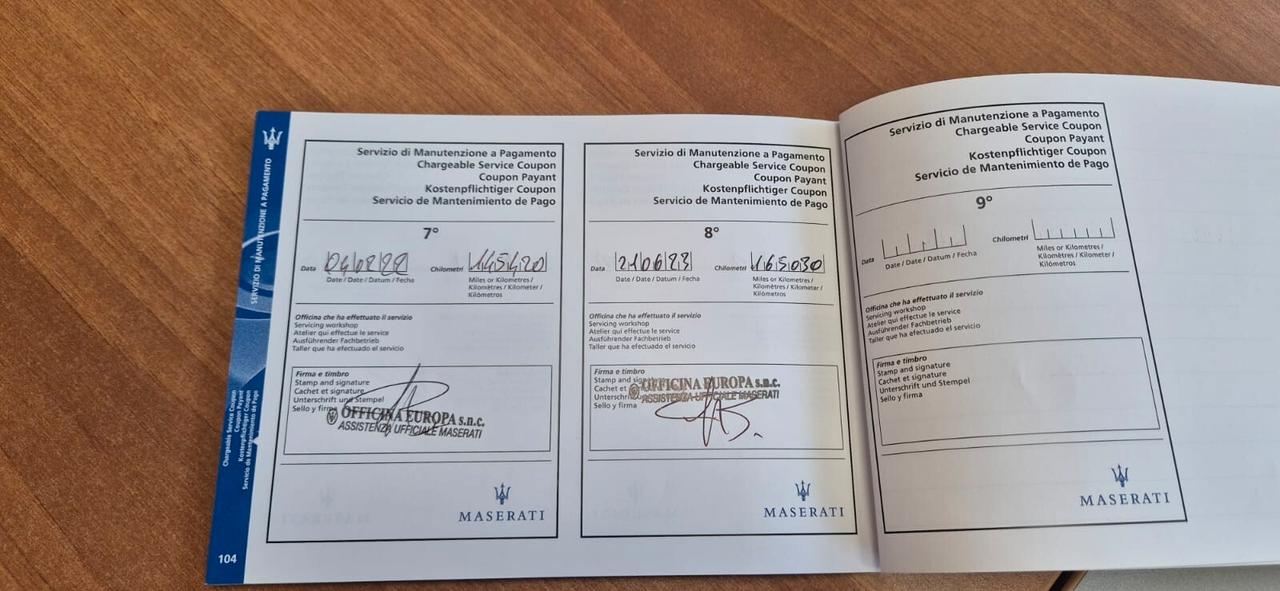 SERVIZIO DI MANUTENZIONE A PAGAMENTO
Chargeable Service Coupon
Coupon Payant
Kostenpflichtiger Coupon
Servicio de Mantenimiento de Pago
104
Servizio di Manutenzione a Pagamento
Chargeable Service Coupon
Coupon Payant
Kostenpflichtiger Coupon
Servicio de Mantenimiento de Pago
7°
Data 04 08 22 Chilometri 145420
Date / Date / Datum / Fecha
Miles or Kilometres /
Kilomètres / Kilometer /
Kilómetros
Officina che ha effettuato il servizio
Servicing workshop
Atelier qui effectue le service
Ausführender Fachbetrieb
Taller que ha efectuado el servicio
Firma e timbro
Stamp and signature
Cachet et signature
Unterschrift und Stempel
Sello y firma
OFFICINA EUROPA s.n.c.
ASSISTENZA UFFICIALE MASERATI
MASERATI
Servizio di Manutenzione a Pagamento
Chargeable Service Coupon
Coupon Payant
Kostenpflichtiger Coupon
Servicio de Mantenimiento de Pago
8°
Data 210623 Chilometri 165030
Date / Date / Datum / Fecha
Miles or Kilometres /
Kilomètres / Kilometer /
Kilómetros
Officina che ha effettuato il servizio
Servicing workshop
Atelier qui effectue le service
Ausführender Fachbetrieb
Taller que ha efectuado el servicio
Firma e timbro
Stamp and
Cachet et
Sello y firma
OFFICINA EUROPA s.n.c.
ASSISTENZA UFFICIALE MASERATI
MASERATI
Servizio di Manutenzione a Pagamento
Chargeable Service Coupon
Coupon Payant
Kostenpflichtiger Coupon
Servicio de Mantenimiento de Pago
9°
Data Chilometri
Date / Date / Datum / Fecha
Miles or Kilometres /
Kilomètres / Kilometer /
Kilómetros
Officina che ha effettuato il servizio
Servicing workshop
Atelier qui effectue le service
Ausführender Fachbetrieb
Taller que ha efectuado el servicio
Firma e timbro
Stamp and signature
Cachet et signature
Unterschrift und Stempel
Sello y firma
MASERATI